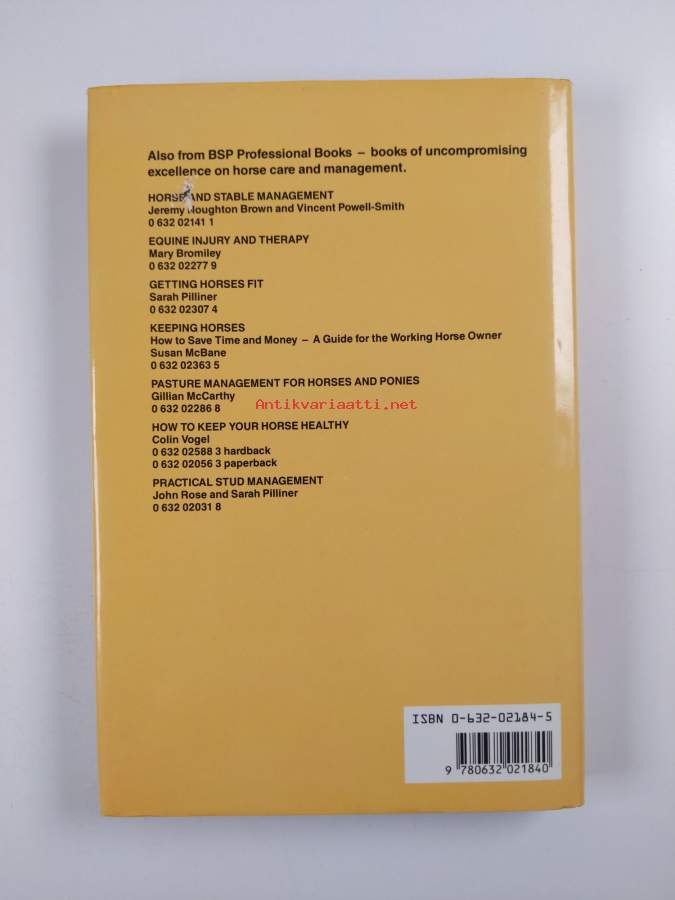 Also from BSP Professional Books – books of uncompromising
excellence on horse care and management.
HORSE AND STABLE MANAGEMENT
Jeremy Houghton Brown and Vincent Powell-Smith
0 632 02141 1
EQUINE INJURY AND THERAPY
Mary Bromiley
0 632 02277 9
GETTING HORSES FIT
Sarah Pilliner
0 632 02307 4
KEEPING HORSES
How to Save Time and Money – A Guide for the Working Horse Owner
Susan McBane
0 632 02363 5
PASTURE MANAGEMENT FOR HORSES AND PONIES
Gillian McCarthy
0 632 02286 8
Antikvariaatti.net
HOW TO KEEP YOUR HORSE HEALTHY
Colin Vogel
0 632 02588 3 hardback
0 632 02056 3 paperback
PRACTICAL STUD MANAGEMENT
John Rose and Sarah Pilliner
0 632 02031 8
ISBN 0-632-02184-5
9 780632 021840